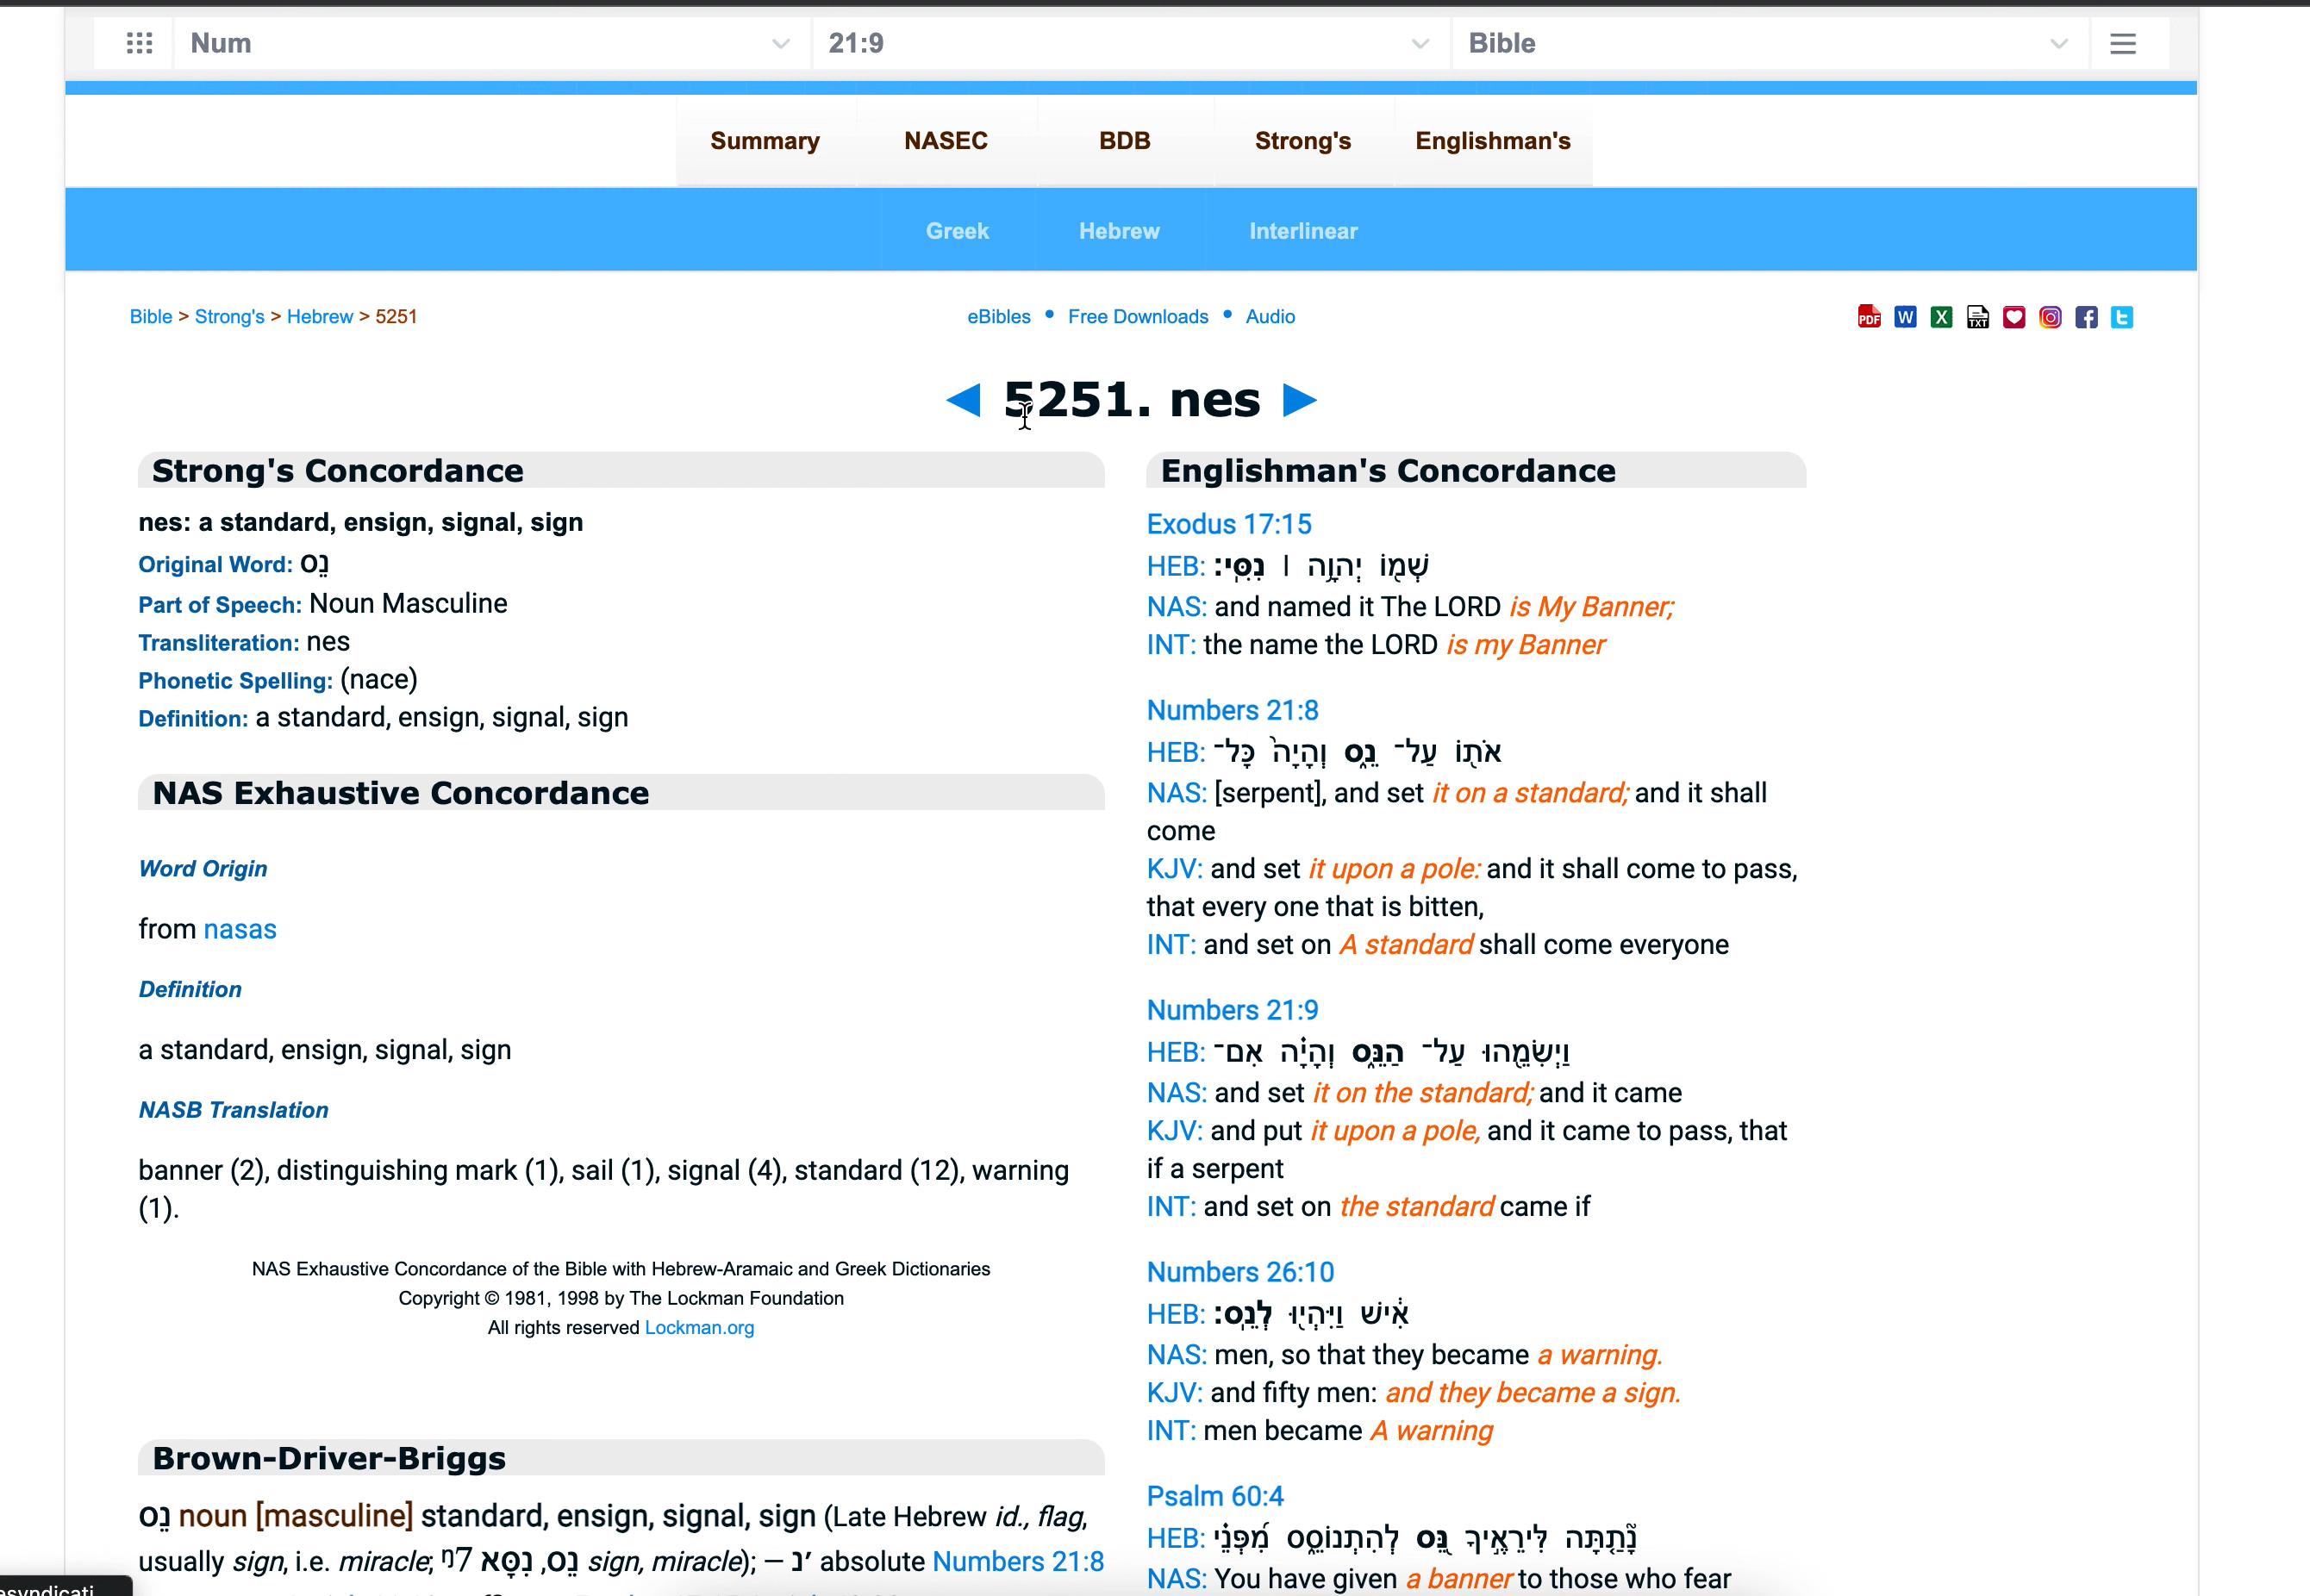 Num
21:9
Bible
Summary
NASEC
BDB
Strong's
Englishman's
Greek
Hebrew
Interlinear
Bible > Strong's > Hebrew > 5251
eBibles • Free Downloads • Audio
◄ 5251. nes ►
Strong's Concordance
nes: a standard, ensign, signal, sign
Original Word: נֵס
Part of Speech: Noun Masculine
Transliteration: nes
Phonetic Spelling: (nace)
Definition: a standard, ensign, signal, sign
NAS Exhaustive Concordance
Word Origin
from nasas
Definition
a standard, ensign, signal, sign
NASB Translation
banner (2), distinguishing mark (1), sail (1), signal (4), standard (12), warning
(1).
NAS Exhaustive Concordance of the Bible with Hebrew-Aramaic and Greek Dictionaries
Copyright © 1981, 1998 by The Lockman Foundation
All rights reserved Lockman.org
Brown-Driver-Briggs
נֵס noun [masculine] standard, ensign, signal, sign (Late Hebrew id., flag,
usually sign, i.e. miracle; ᵑ7 נֵס, נִסָּא sign, miracle); — נ׳ absolute Numbers 21:8
Englishman's Concordance
Exodus 17:15
HEB: שְׁמ֖וֹ יְהוָ֥ה ׀ נִסִּֽי׃
NAS: and named it The LORD is My Banner;
INT: the name the LORD is my Banner
Numbers 21:8
HEB: אֹת֖וֹ עַל־ נֵ֑ס וְהָיָה֙ כָּל־
NAS: [serpent], and set it on a standard; and it shall
come
KJV: and set it upon a pole: and it shall come to pass,
that every one that is bitten,
INT: and set on A standard shall come everyone
Numbers 21:9
HEB: וַיְשִׂמֵ֖הוּ עַל־ הַנֵּ֑ס וְהָיָ֗ה אִם־
NAS: and set it on the standard; and it came
KJV: and put it upon a pole, and it came to pass, that
if a serpent
INT: and set on the standard came if
Numbers 26:10
HEB: אִ֔ישׁ וַיִּהְי֖וּ לְנֵֽס׃
NAS: men, so that they became a warning.
KJV: and fifty men: and they became a sign.
INT: men became A warning
Psalm 60:4
HEB: נָ֘תַ֤תָּה לִּירֵאֶ֣יךָ נֵּ֭ס לְהִתְנוֹסֵ֑ס מִ֝פְּנֵ֗י
NAS: You have given a banner to those who fear